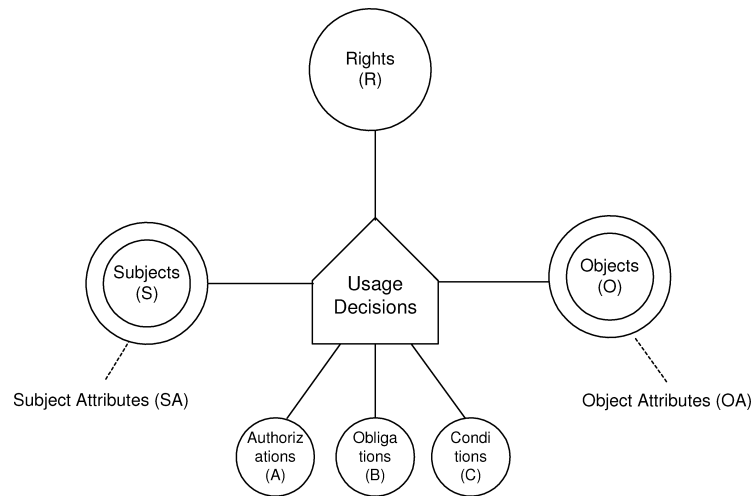 Rights
(R)
Subjects
(S)
Objects
(O)
Usage
Decisions
Subject Attributes (SA)
Object Attributes (OA)
Authoriz
ations
(A)
Obliga
tions
(B)
Condi
tions
(C)